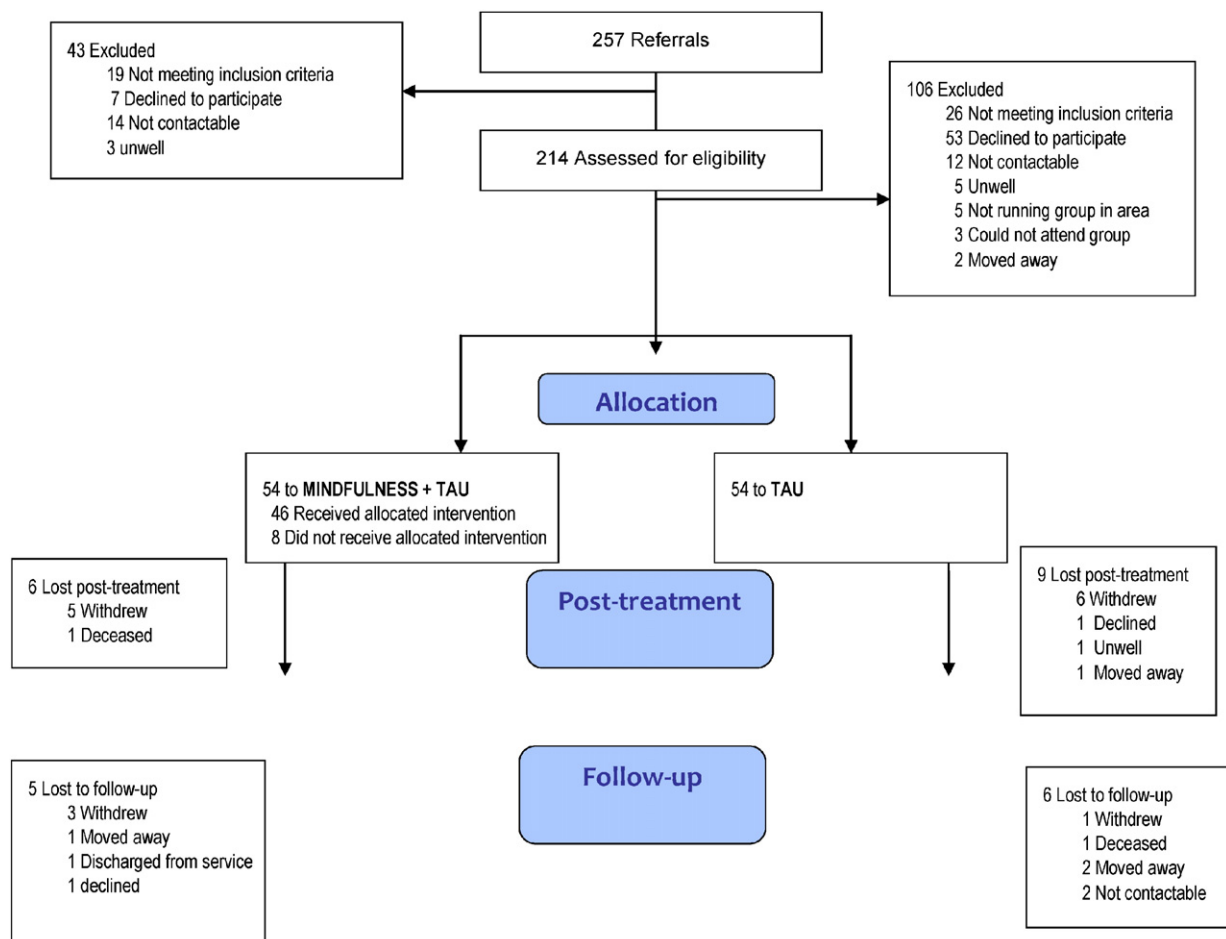 257 Referrals
43 Excluded
19 Not meeting inclusion criteria
7 Declined to participate
14 Not contactable
3 unwell
214 Assessed for eligibility
106 Excluded
26 Not meeting inclusion criteria
53 Declined to participate
12 Not contactable
5 Unwell
5 Not running group in area
3 Could not attend group
2 Moved away
Allocation
54 to MINDFULNESS + TAU
46 Received allocated intervention
8 Did not receive allocated intervention
54 to TAU
Post-treatment
6 Lost post-treatment
5 Withdrew
1 Deceased
9 Lost post-treatment
6 Withdrew
1 Declined
1 Unwell
1 Moved away
Follow-up
5 Lost to follow-up
3 Withdrew
1 Moved away
1 Discharged from service
1 declined
6 Lost to follow-up
1 Withdrew
1 Deceased
2 Moved away
2 Not contactable